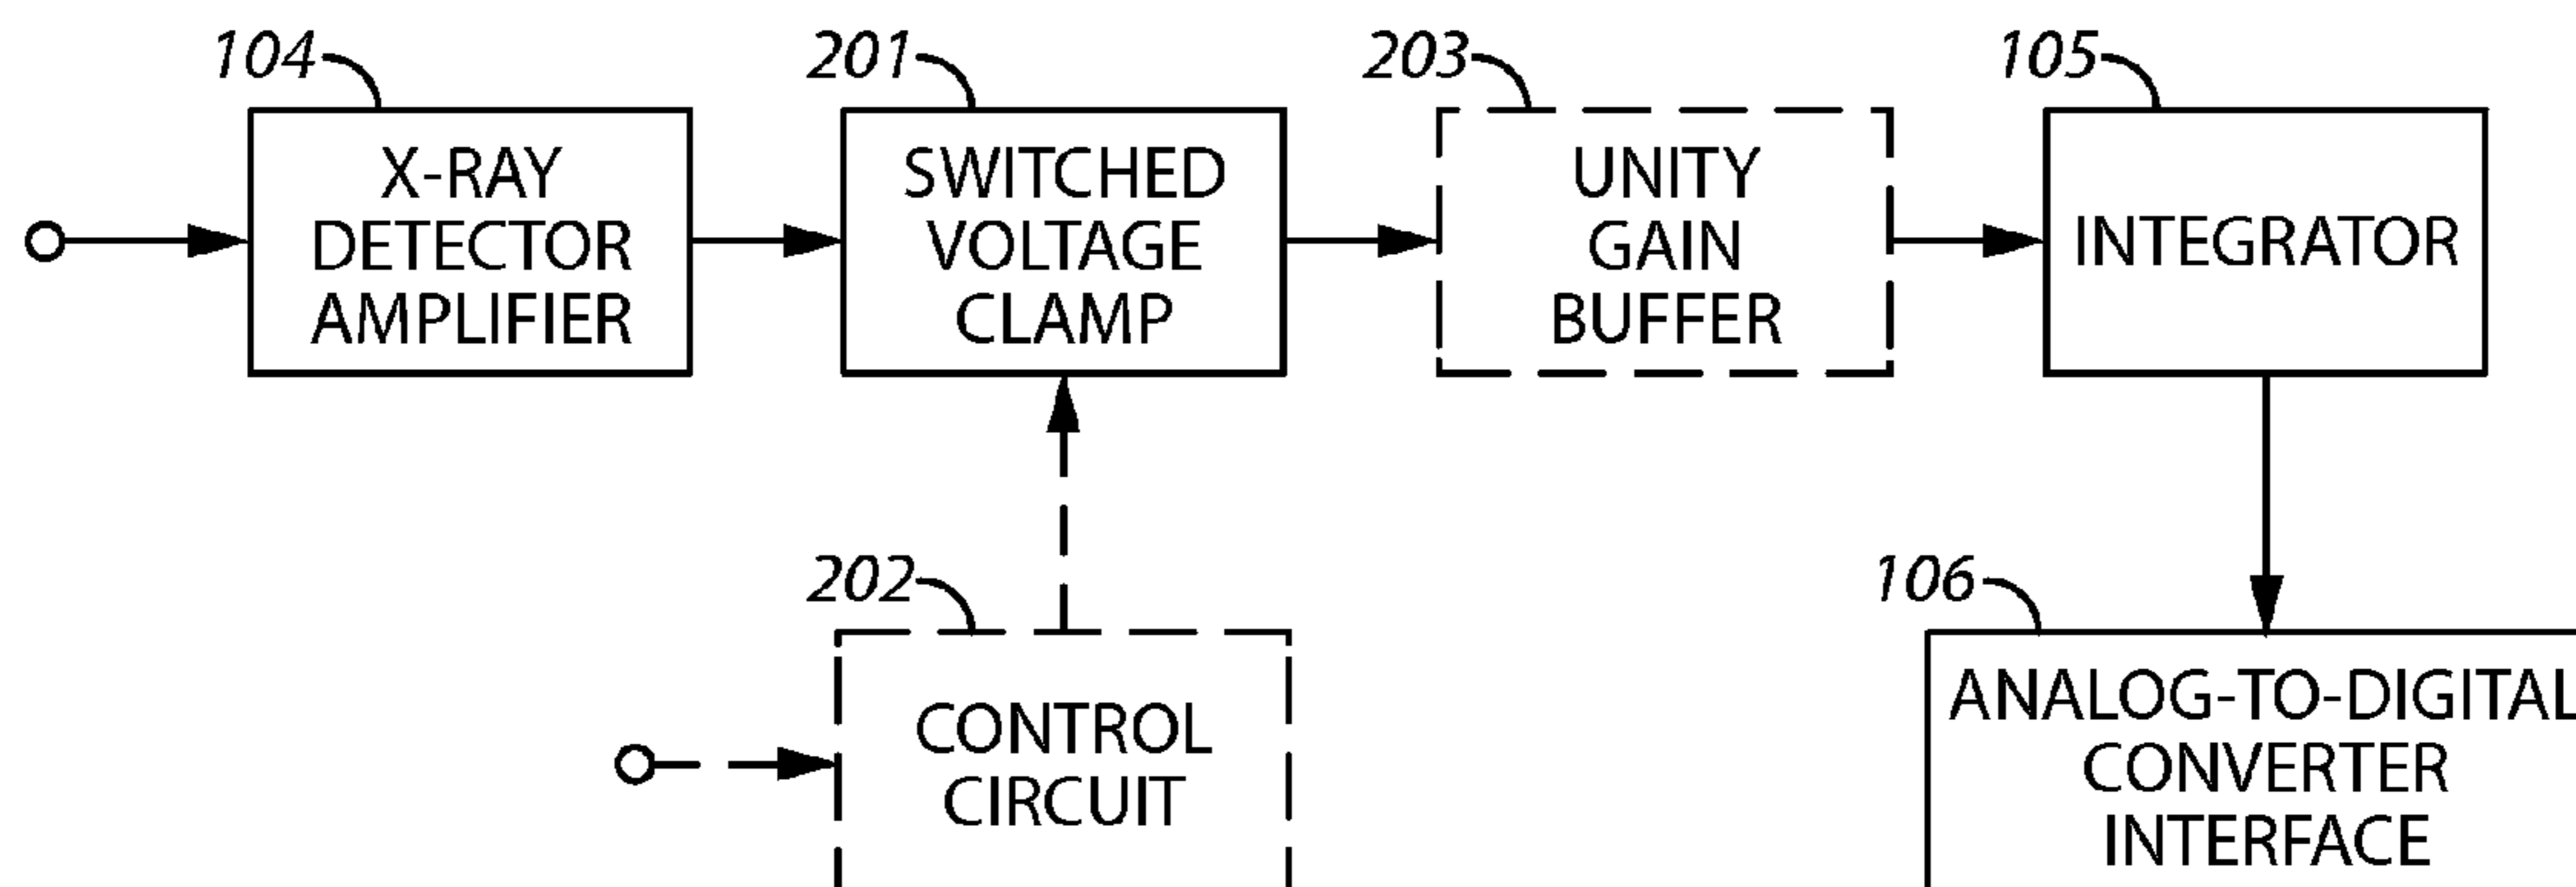 104
X-RAY
DETECTOR
AMPLIFIER
201
SWITCHED
VOLTAGE
CLAMP
203
UNITY
GAIN
BUFFER
105
INTEGRATOR
202
CONTROL
CIRCUIT
106
ANALOG-TO-DIGITAL
CONVERTER
INTERFACE